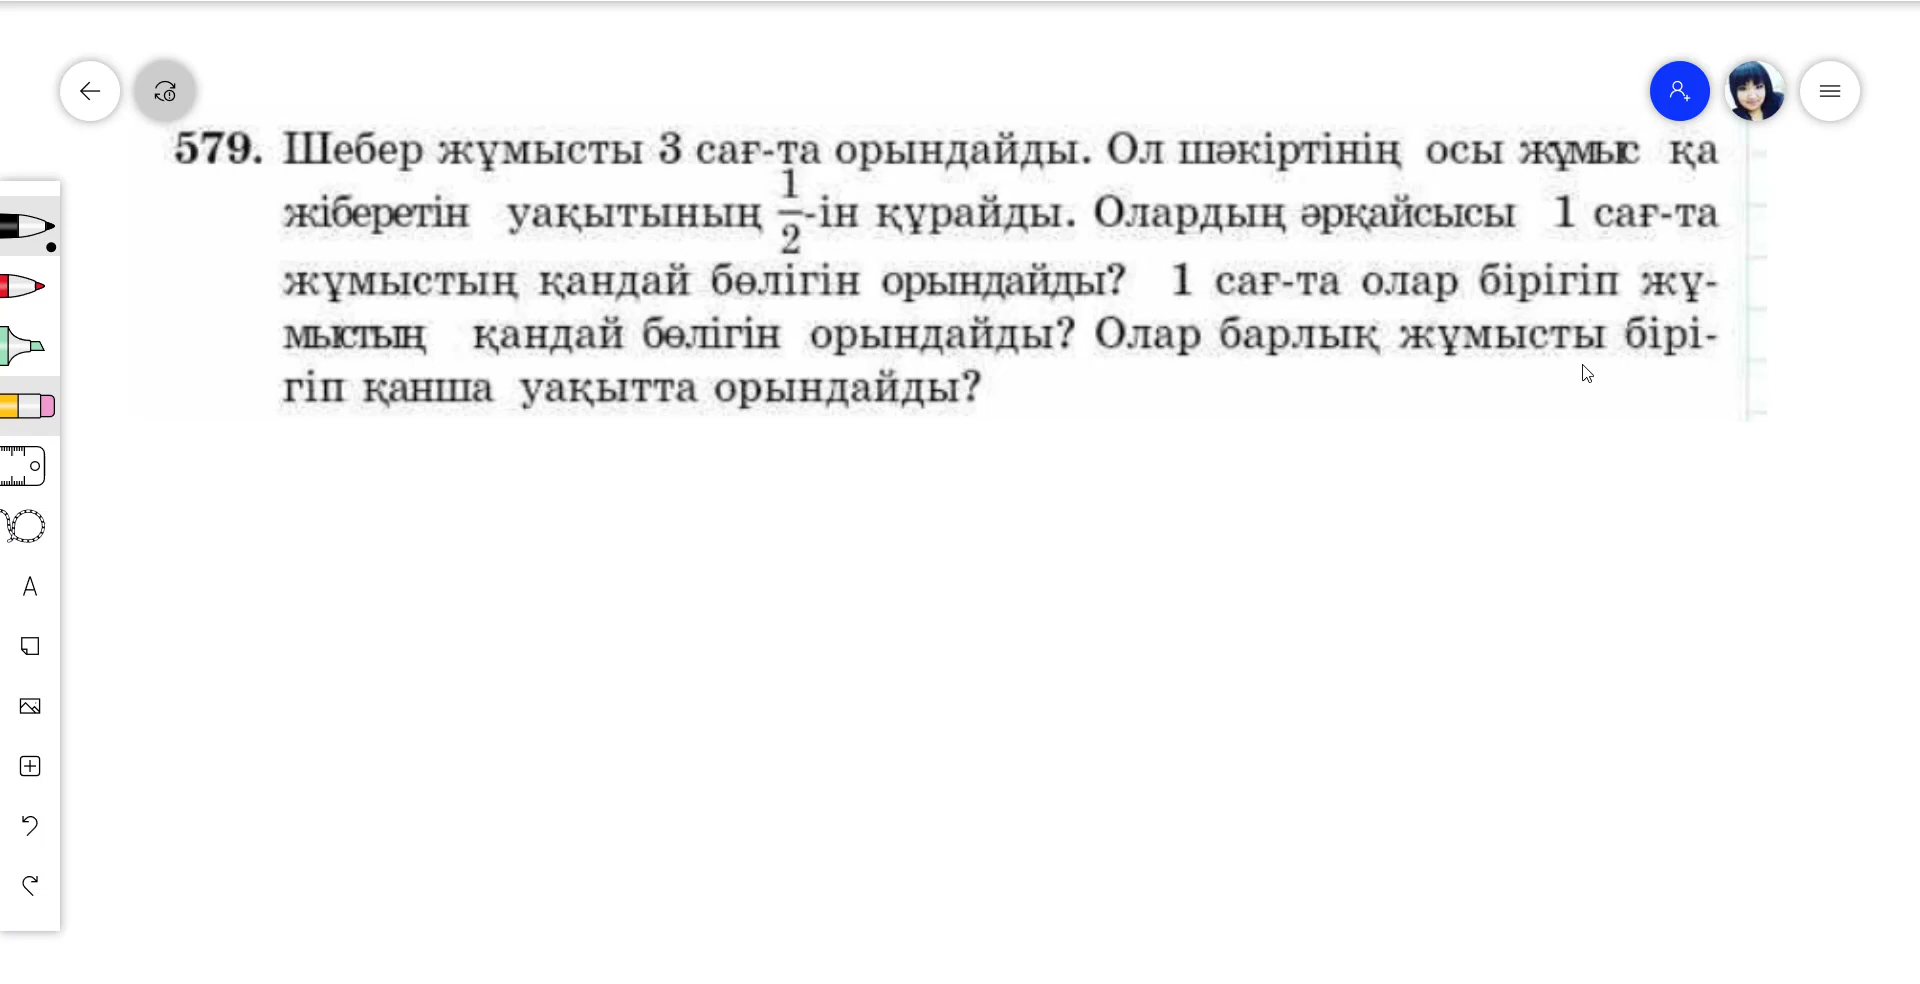 579. Шебер жұмысты 3 сағ-та орындайды. Ол шәкіртінің осы жұмыс қа
жіберетін уақытының 1/2-ін құрайды. Олардың әрқайсысы 1 сағ-та
жұмыстың қандай бөлігін орындайды? 1 сағ-та олар бірігіп жұ-
мыстың қандай бөлігін орындайды? Олар барлық жұмысты бірі-
гіп қанша уақытта орындайды?
A